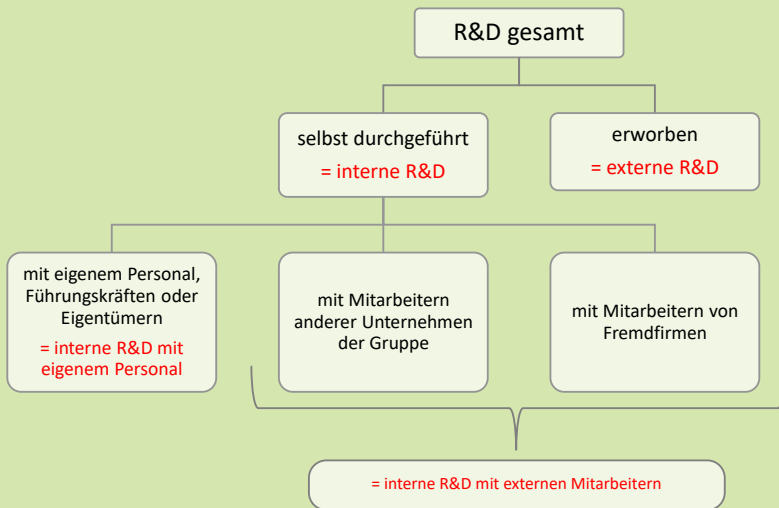 R&D gesamt
selbst durchgeführt
= interne R&D
erworben
= externe R&D
mit eigenem Personal,
Führungskräften oder
Eigentümern
= interne R&D mit
eigenem Personal
mit Mitarbeitern
anderer Unternehmen
der Gruppe
mit Mitarbeitern von
Fremdfirmen
= interne R&D mit externen Mitarbeitern